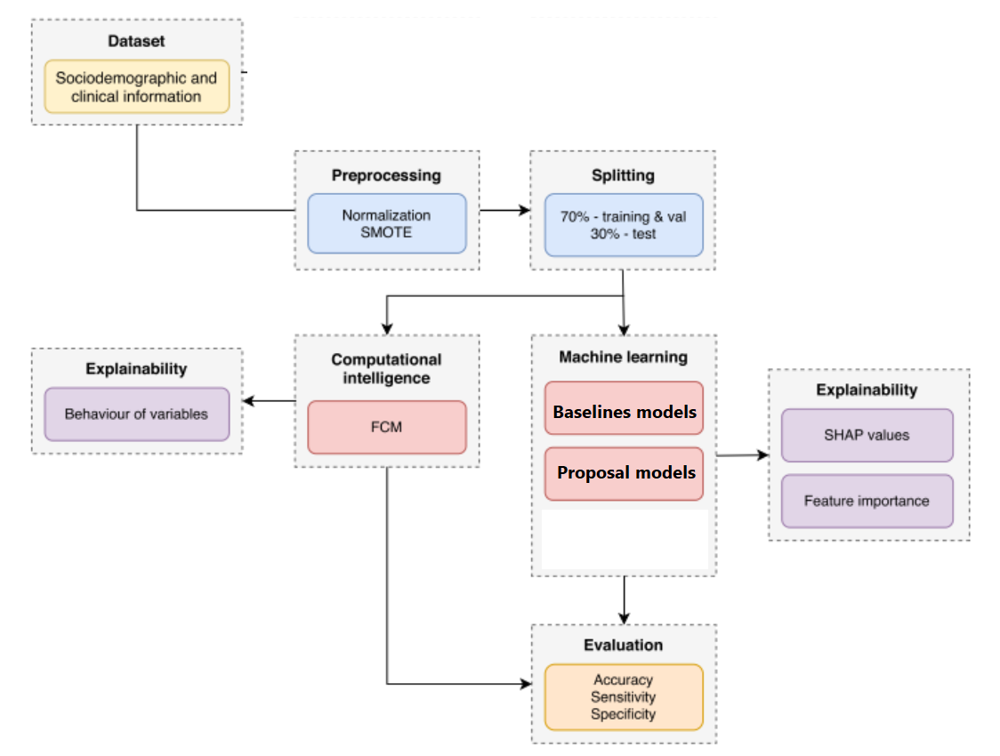 Dataset
Sociodemographic and
clinical information
Preprocessing
Normalization
SMOTE
Splitting
70% - training & val
30% - test
Explainability
Behaviour of variables
Computational
intelligence
FCM
Machine learning
Baselines models
Proposal models
Explainability
SHAP values
Feature importance
Evaluation
Accuracy
Sensitivity
Specificity